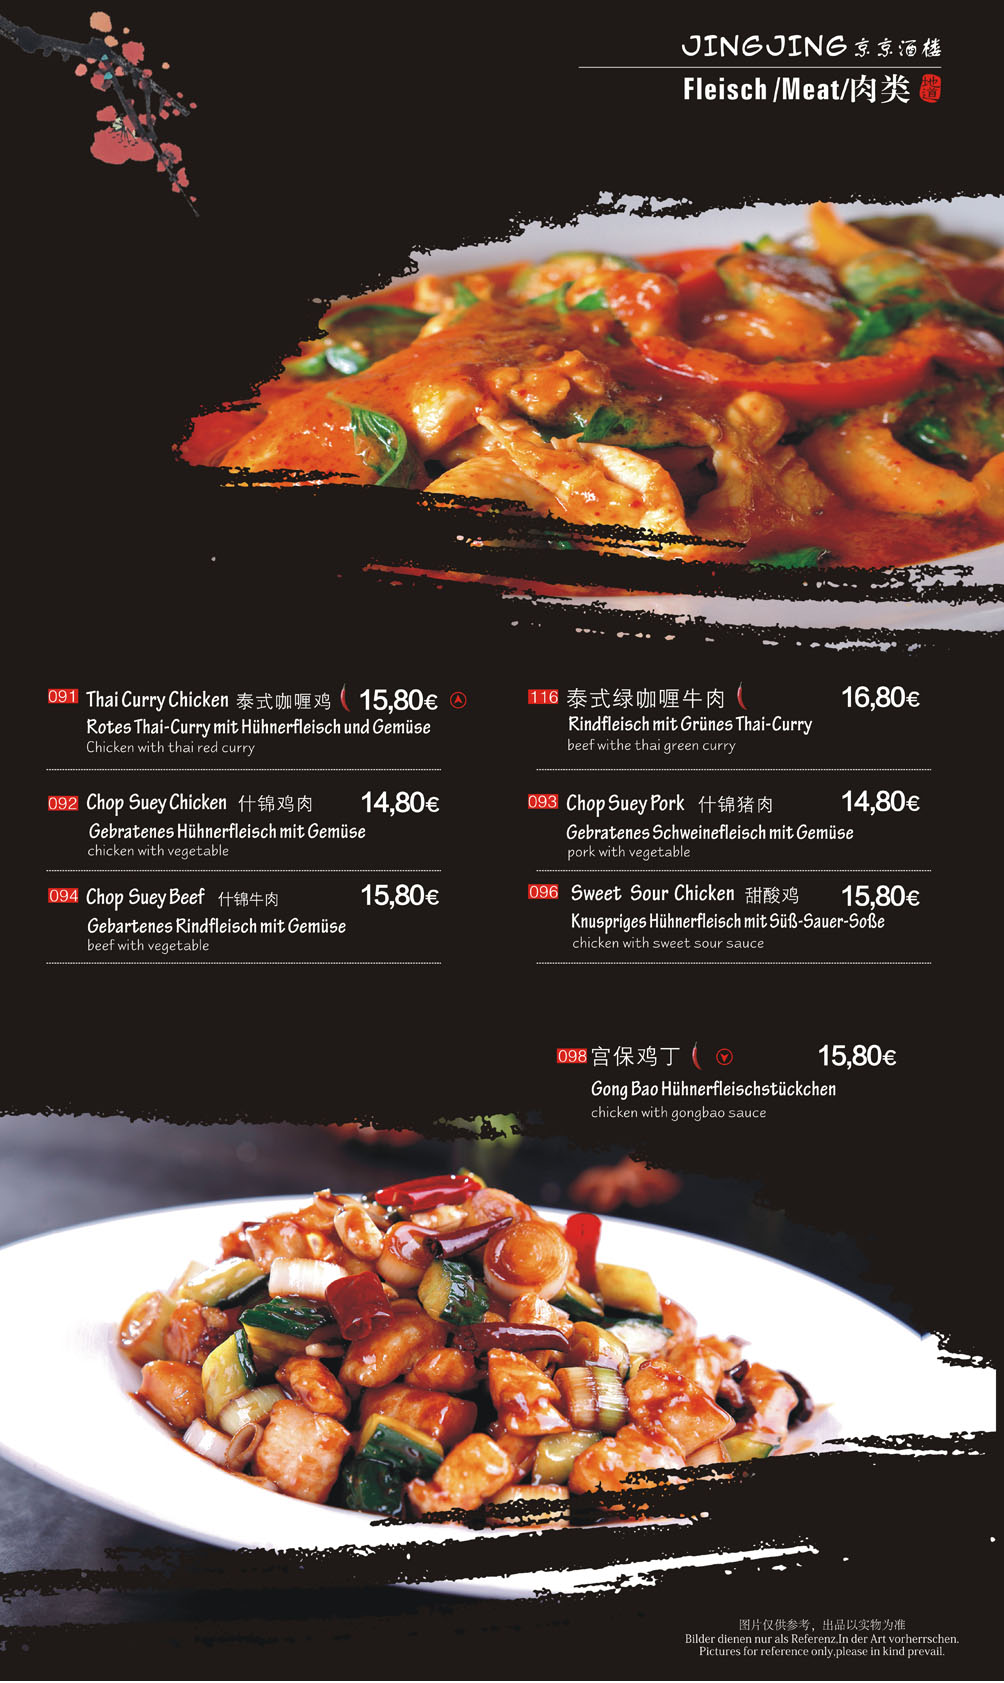 JINGJING 京京酒楼
Fleisch /Meat/肉类 地道
091 Thai Curry Chicken 泰式咖喱鸡 15,80€
Rotes Thai-Curry mit Hühnerfleisch und Gemüse
Chicken with thai red curry
116 泰式绿咖喱牛肉 16,80€
Rindfleisch mit Grünes Thai-Curry
beef withe thai green curry
092 Chop Suey Chicken 什锦鸡肉 14,80€
Gebratenes Hühnerfleisch mit Gemüse
chicken with vegetable
093 Chop Suey Pork 什锦猪肉 14,80€
Gebratenes Schweinefleisch mit Gemüse
pork with vegetable
094 Chop Suey Beef 什锦牛肉 15,80€
Gebartenes Rindfleisch mit Gemüse
beef with vegetable
096 Sweet Sour Chicken 甜酸鸡 15,80€
Knuspriges Hühnerfleisch mit Süß-Sauer-Soße
chicken with sweet sour sauce
098 宫保鸡丁 15,80€
Gong Bao Hühnerfleischstückchen
chicken with gongbao sauce
图片仅供参考，出品以实物为准
Bilder dienen nur als Referenz,In der Art vorherrschen.
Pictures for reference only,please in kind prevail.